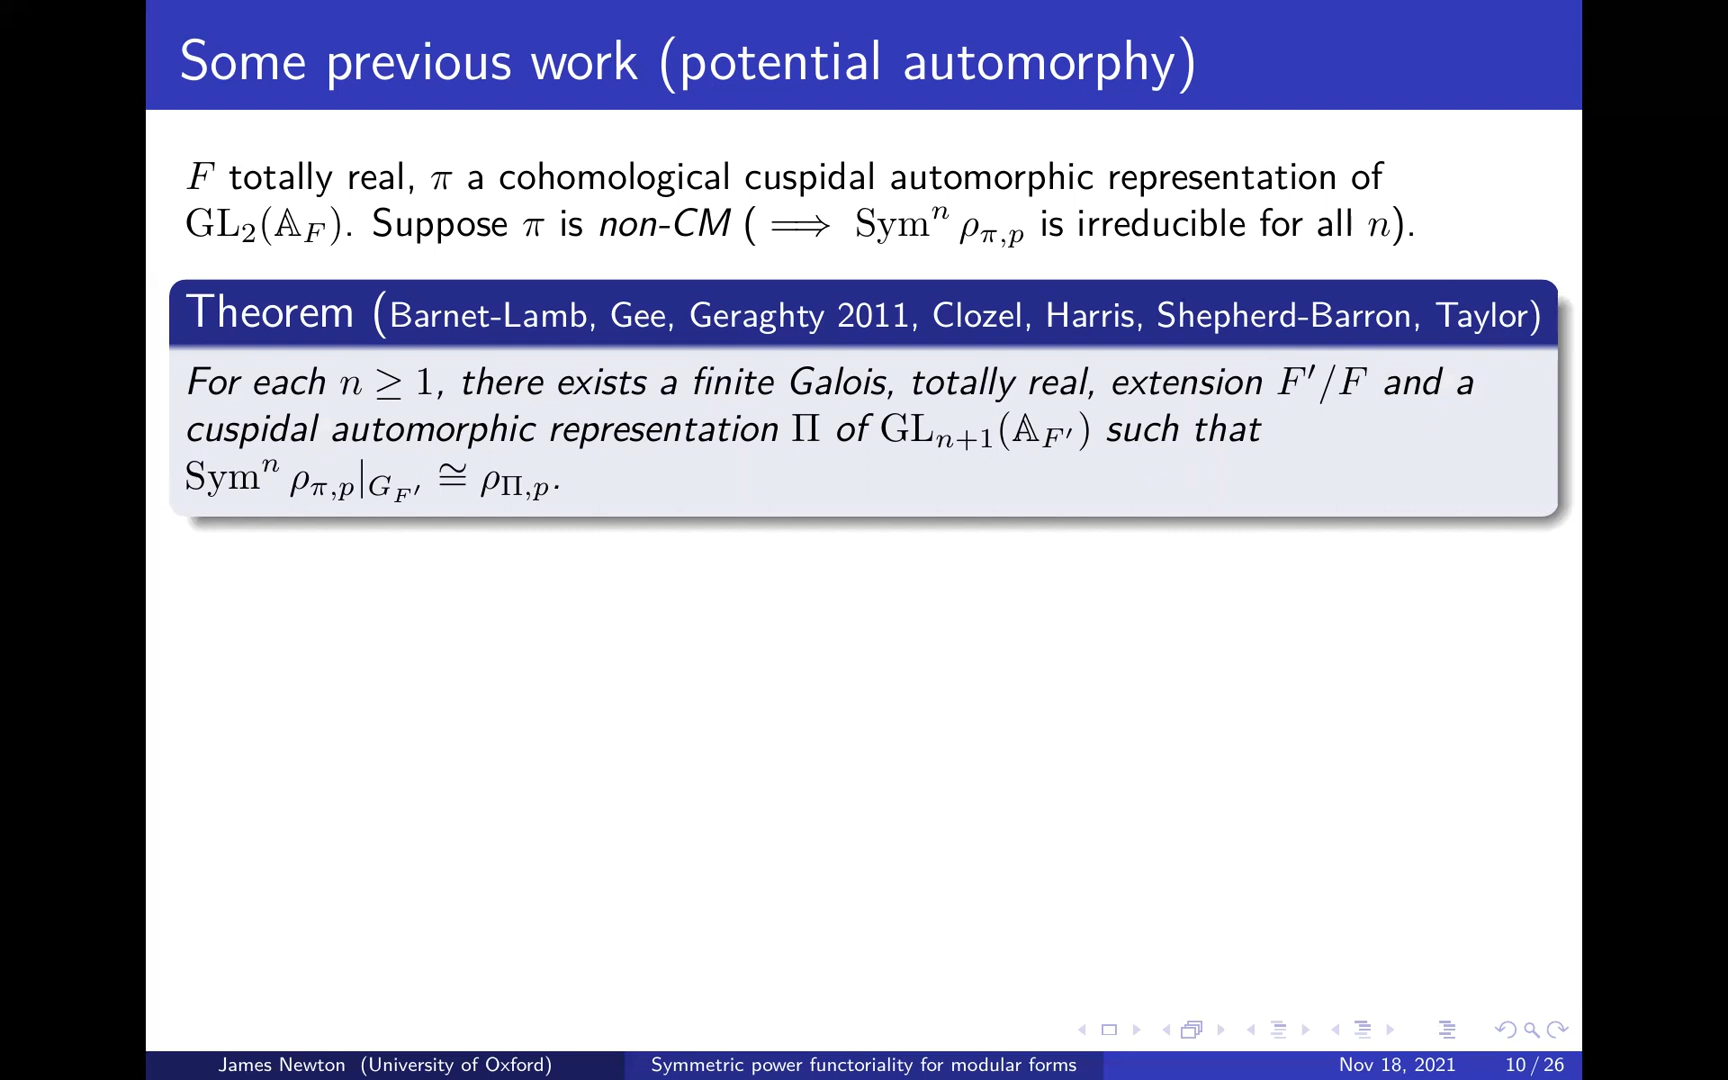 Some previous work (potential automorphy)
F totally real, π a cohomological cuspidal automorphic representation of
GL₂(𝔸_F). Suppose π is non-CM ( ⟹ Symⁿ ρ_{π,p} is irreducible for all n).
Theorem (Barnet-Lamb, Gee, Geraghty 2011, Clozel, Harris, Shepherd-Barron, Taylor)
For each n ≥ 1, there exists a finite Galois, totally real, extension F′/F and a
cuspidal automorphic representation Π of GL_{n+1}(𝔸_{F′}) such that
Symⁿ ρ_{π,p}|_{G_{F′}} ≅ ρ_{Π,p}.
James Newton (University of Oxford) Symmetric power functoriality for modular forms Nov 18, 2021 10 / 26